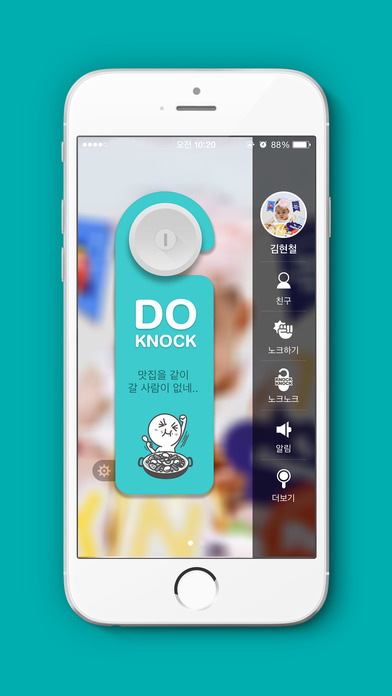 오전 10:20
88%
DO
KNOCK
맛집을 같이
갈 사람이 없네..
김현철
친구
노크하기
KNOCK
KNOCK
노크노크
알림
더보기